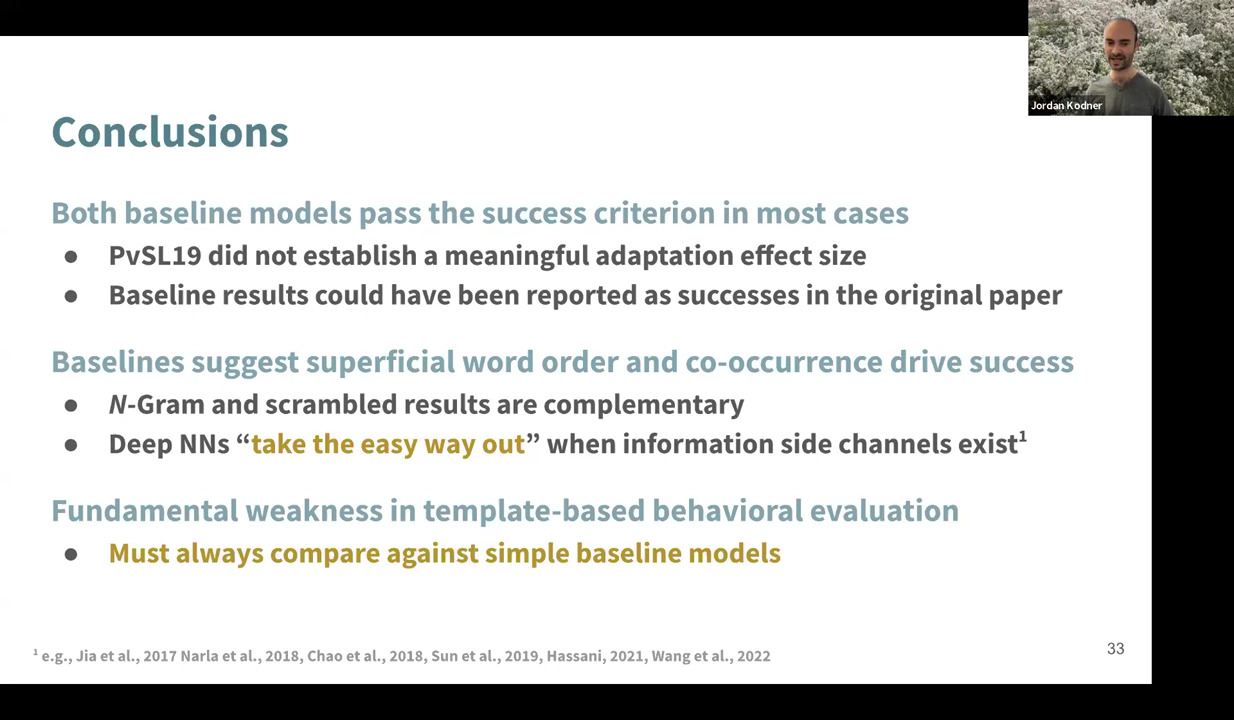 Jordan Kodner
Conclusions
Both baseline models pass the success criterion in most cases
● PvSL19 did not establish a meaningful adaptation effect size
● Baseline results could have been reported as successes in the original paper
Baselines suggest superficial word order and co-occurrence drive success
● N-Gram and scrambled results are complementary
● Deep NNs “take the easy way out” when information side channels exist¹
Fundamental weakness in template-based behavioral evaluation
● Must always compare against simple baseline models
¹ e.g., Jia et al., 2017 Narla et al., 2018, Chao et al., 2018, Sun et al., 2019, Hassani, 2021, Wang et al., 2022
33